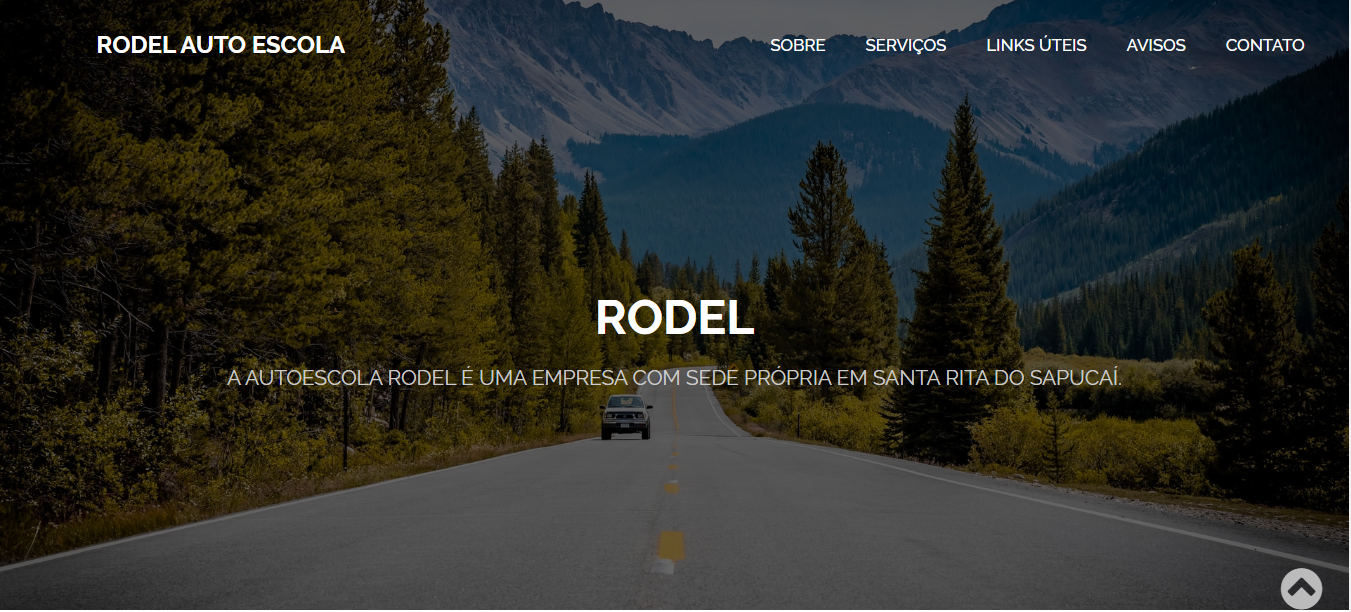 RODEL AUTO ESCOLA
SOBRE SERVIÇOS LINKS ÚTEIS AVISOS CONTATO
RODEL
A AUTOESCOLA RODEL É UMA EMPRESA COM SEDE PRÓPRIA EM SANTA RITA DO SAPUCAÍ.